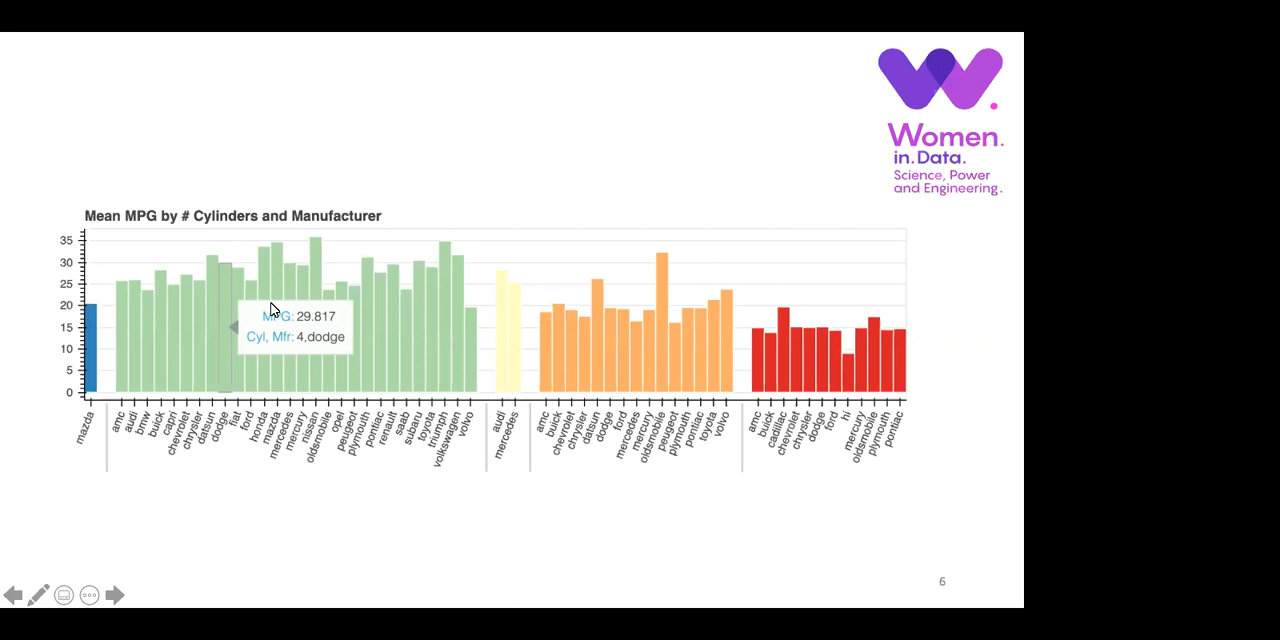 Women.
in.Data.
Science, Power
and Engineering.
Mean MPG by # Cylinders and Manufacturer
35
30
25
20
15
10
5
0
MPG: 29.817
Cyl, Mfr: 4,dodge
mazda
amc
audi
bmw
buick
capri
chevrolet
chrysler
datsun
dodge
fiat
ford
honda
mazda
mercedes
mercury
nissan
oldsmobile
opel
peugeot
plymouth
pontiac
renault
saab
subaru
toyota
triumph
volkswagen
volvo
audi
mercedes
amc
buick
chevrolet
chrysler
datsun
dodge
ford
mercedes
mercury
oldsmobile
peugeot
plymouth
pontiac
toyota
volvo
amc
buick
cadillac
chevrolet
chrysler
dodge
ford
hi
mercury
oldsmobile
plymouth
pontiac
6